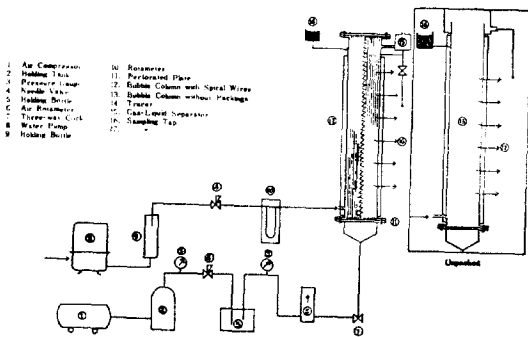 1 Air Compressor
2 Holding Tank
3 Pressure Gauge
4 Needle Valve
5 Holding Bottle
6 Air Rotameter
7 Three-way Cock
8 Water Pump
9 Holding Bottle
10 Rotameter
11. Perforated Plate
12. Bubble Column with Spiral Wires
13. Bubble Column without Packings
14 Tracer
15 Gas-Liquid Separator
16 Sampling Tap
17. "
Unpacked